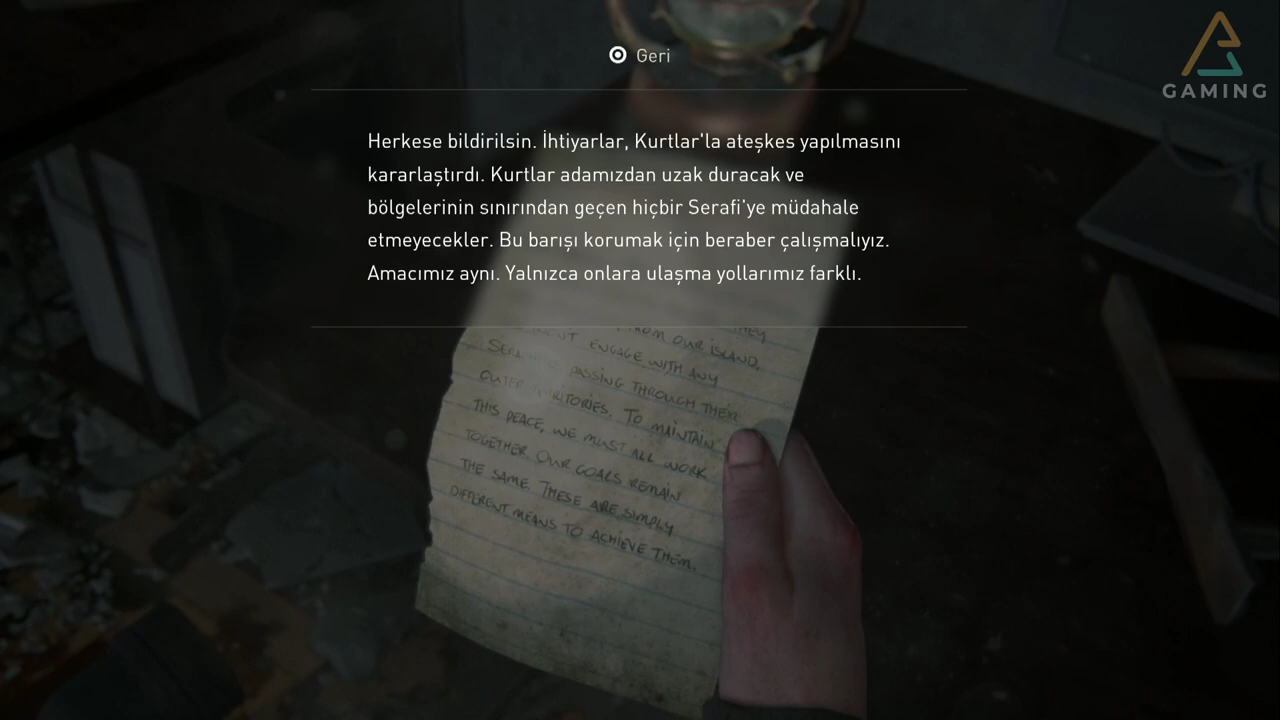 Geri
GAMING
Herkese bildirilsin. İhtiyarlar, Kurtlar'la ateşkes yapılmasını
kararlaştırdı. Kurtlar adamızdan uzak duracak ve
bölgelerinin sınırından geçen hiçbir Serafi'ye müdahale
etmeyecekler. Bu barışı korumak için beraber çalışmalıyız.
Amacımız aynı. Yalnızca onlara ulaşma yollarımız farklı.
THEY
FROM OUR ISLAND,
ENGAGE WITH ANY
PASSING THROUGH THEIR
OUTER TERRITORIES. TO MAINTAIN
THIS PEACE, WE MUST ALL WORK
TOGETHER OUR GOALS REMAIN
THE SAME. THESE ARE SIMPLY
DIFFERENT MEANS TO ACHIEVE THEM.